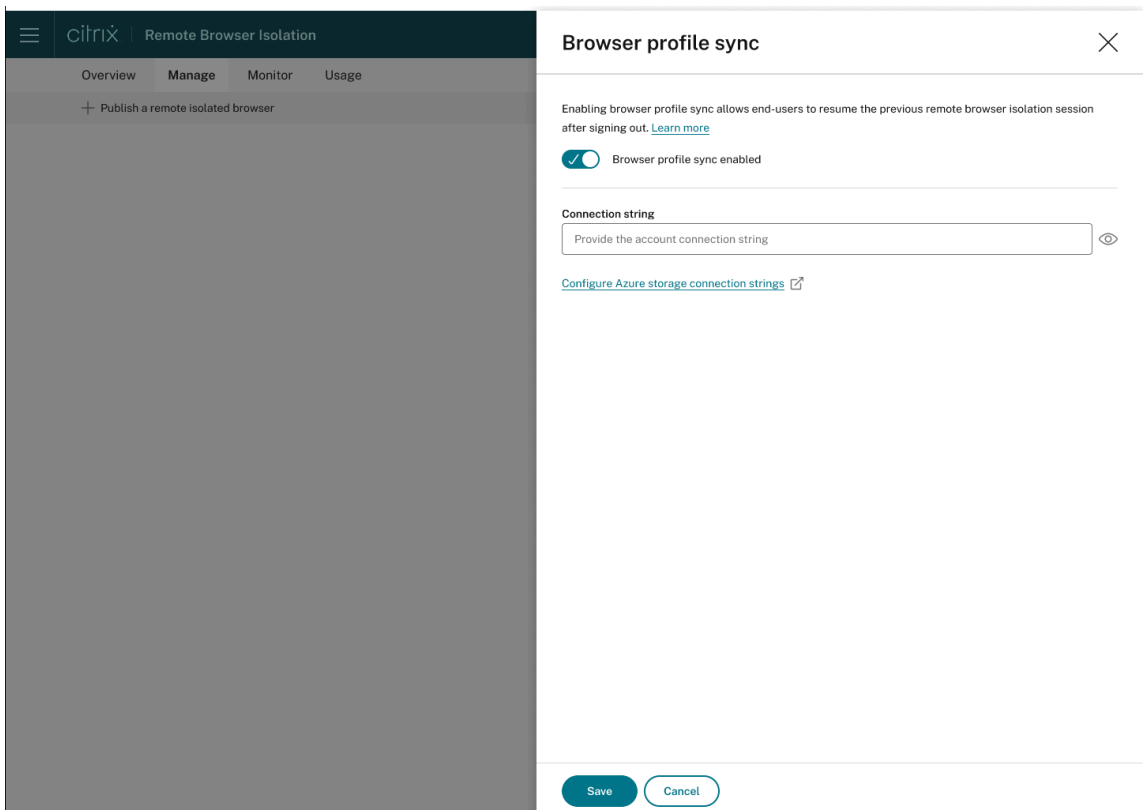 citrix
Remote Browser Isolation
Overview
Manage
Monitor
Usage
Publish a remote isolated browser
Browser profile sync
Enabling browser profile sync allows end-users to resume the previous remote browser isolation session
after signing out. Learn more
Browser profile sync enabled
Connection string
Provide the account connection string
Configure Azure storage connection strings
Save
Cancel